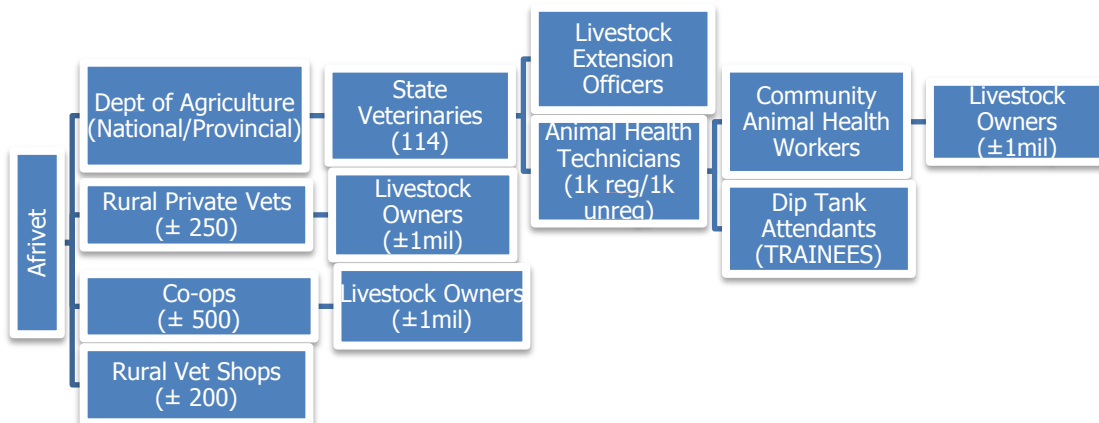 Afrivet
Dept of Agriculture
(National/Provincial)
State
Veterinaries
(114)
Livestock
Extension
Officers
Animal Health
Technicians
(1k reg/1k
unreg)
Community
Animal Health
Workers
Livestock
Owners
(±1mil)
Dip Tank
Attendants
(TRAINEES)
Rural Private Vets
(± 250)
Livestock
Owners
(±1mil)
Co-ops
(± 500)
Livestock Owners
(±1mil)
Rural Vet Shops
(± 200)